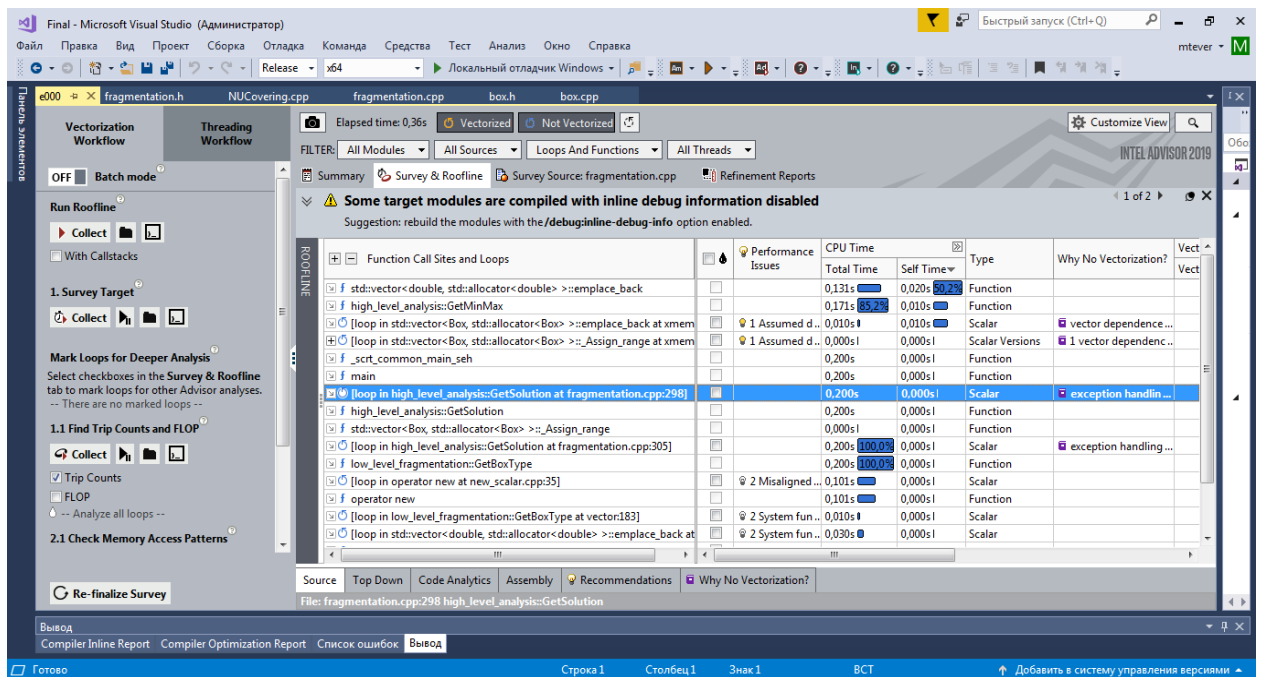 Final - Microsoft Visual Studio (Администратор)
Быстрый запуск (Ctrl+Q)
Файл Правка Вид Проект Сборка Отладка Команда Средства Тест Анализ Окно Справка
mtever M
Release x64 Локальный отладчик Windows
Панель элементов
e000 fragmentation.h NUCovering.cpp fragmentation.cpp box.h box.cpp
Vectorization Workflow
Threading Workflow
OFF Batch mode
Run Roofline
Collect
With Callstacks
1. Survey Target
Collect
Mark Loops for Deeper Analysis
Select checkboxes in the Survey & Roofline
tab to mark loops for other Advisor analyses.
-- There are no marked loops --
1.1 Find Trip Counts and FLOP
Collect
Trip Counts
FLOP
-- Analyze all loops --
2.1 Check Memory Access Patterns
Re-finalize Survey
Elapsed time: 0,36s Vectorized Not Vectorized
Customize View
FILTER: All Modules All Sources Loops And Functions All Threads
INTEL ADVISOR 2019
Summary Survey & Roofline Survey Source: fragmentation.cpp Refinement Reports
Some target modules are compiled with inline debug information disabled
1 of 2
Suggestion: rebuild the modules with the /debug:inline-debug-info option enabled.
ROOFLINE
Function Call Sites and Loops
Performance Issues
CPU Time
Total Time Self Time
Type
Why No Vectorization?
Vect
Vect
std::vector<double, std::allocator<double> >::emplace_back 0,131s 0,020s 50,2% Function
high_level_analysis::GetMinMax 0,171s 85,2% 0,010s Function
[loop in std::vector<Box, std::allocator<Box> >::emplace_back at xmem 1 Assumed d.. 0,010s 0,010s Scalar vector dependence ...
[loop in std::vector<Box, std::allocator<Box> >::_Assign_range at xmem 1 Assumed d.. 0,000s 0,000s Scalar Versions 1 vector dependenc ..
_scrt_common_main_seh 0,200s 0,000s Function
main 0,200s 0,000s Function
[loop in high_level_analysis::GetSolution at fragmentation.cpp:298] 0,200s 0,000s Scalar exception handlin ...
high_level_analysis::GetSolution 0,200s 0,000s Function
std::vector<Box, std::allocator<Box> >::_Assign_range 0,000s 0,000s Function
[loop in high_level_analysis::GetSolution at fragmentation.cpp:305] 0,200s 100,0% 0,000s Scalar exception handling ...
low_level_fragmentation::GetBoxType 0,200s 100,0% 0,000s Function
[loop in operator new at new_scalar.cpp:35] 2 Misaligned .. 0,101s 0,000s Scalar
operator new 0,101s 0,000s Function
[loop in low_level_fragmentation::GetBoxType at vector:183] 2 System fun .. 0,010s 0,000s Scalar
[loop in std::vector<double, std::allocator<double> >::emplace_back at 2 System fun .. 0,030s 0,000s Scalar
Source Top Down Code Analytics Assembly Recommendations Why No Vectorization?
File: fragmentation.cpp:298 high_level_analysis::GetSolution
Обо
Вывод
Compiler Inline Report Compiler Optimization Report Список ошибок Вывод
Готово Строка 1 Столбец 1 Знак 1 ВСТ Добавить в систему управления версиями